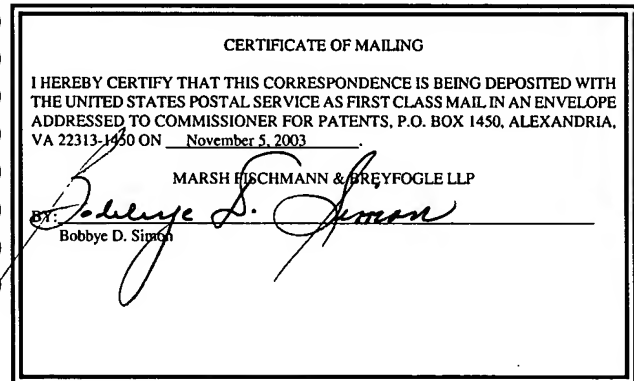 CERTIFICATE OF MAILING
I HEREBY CERTIFY THAT THIS CORRESPONDENCE IS BEING DEPOSITED WITH
THE UNITED STATES POSTAL SERVICE AS FIRST CLASS MAIL IN AN ENVELOPE
ADDRESSED TO COMMISSIONER FOR PATENTS, P.O. BOX 1450, ALEXANDRIA,
VA 22313-1450 ON November 5, 2003.
MARSH FISCHMANN & BREYFOGLE LLP
BY: Bobbye D. Simon
Bobbye D. Simon